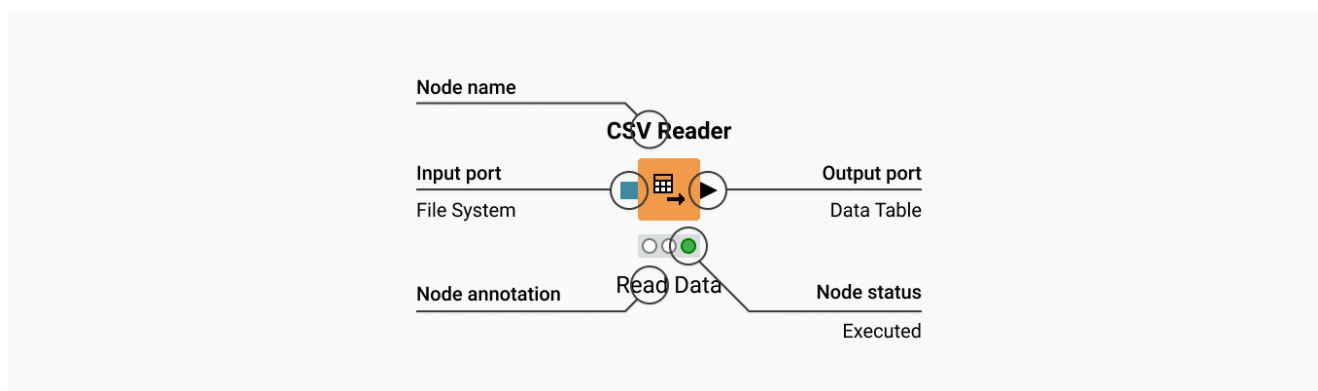 Node name
CSV Reader
Input port
File System
Output port
Data Table
Read Data
Node annotation
Node status
Executed